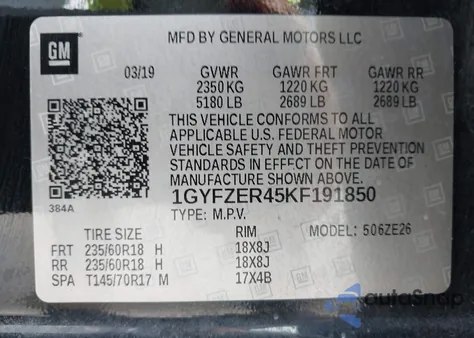 GM
MFD BY GENERAL MOTORS LLC
03/19 GVWR GAWR FRT GAWR RR
2350 KG 1220 KG 1220 KG
5180 LB 2689 LB 2689 LB
THIS VEHICLE CONFORMS TO ALL
APPLICABLE U.S. FEDERAL MOTOR
VEHICLE SAFETY AND THEFT PREVENTION
STANDARDS IN EFFECT ON THE DATE OF
MANUFACTURE SHOWN ABOVE.
384A
1GYFZER45KF191850
TYPE: M.P.V.
TIRE SIZE RIM MODEL: 506ZE26
FRT 235/60R18 H 18X8J
RR 235/60R18 H 18X8J
SPA T145/70R17 M 17X4B
autoSnap